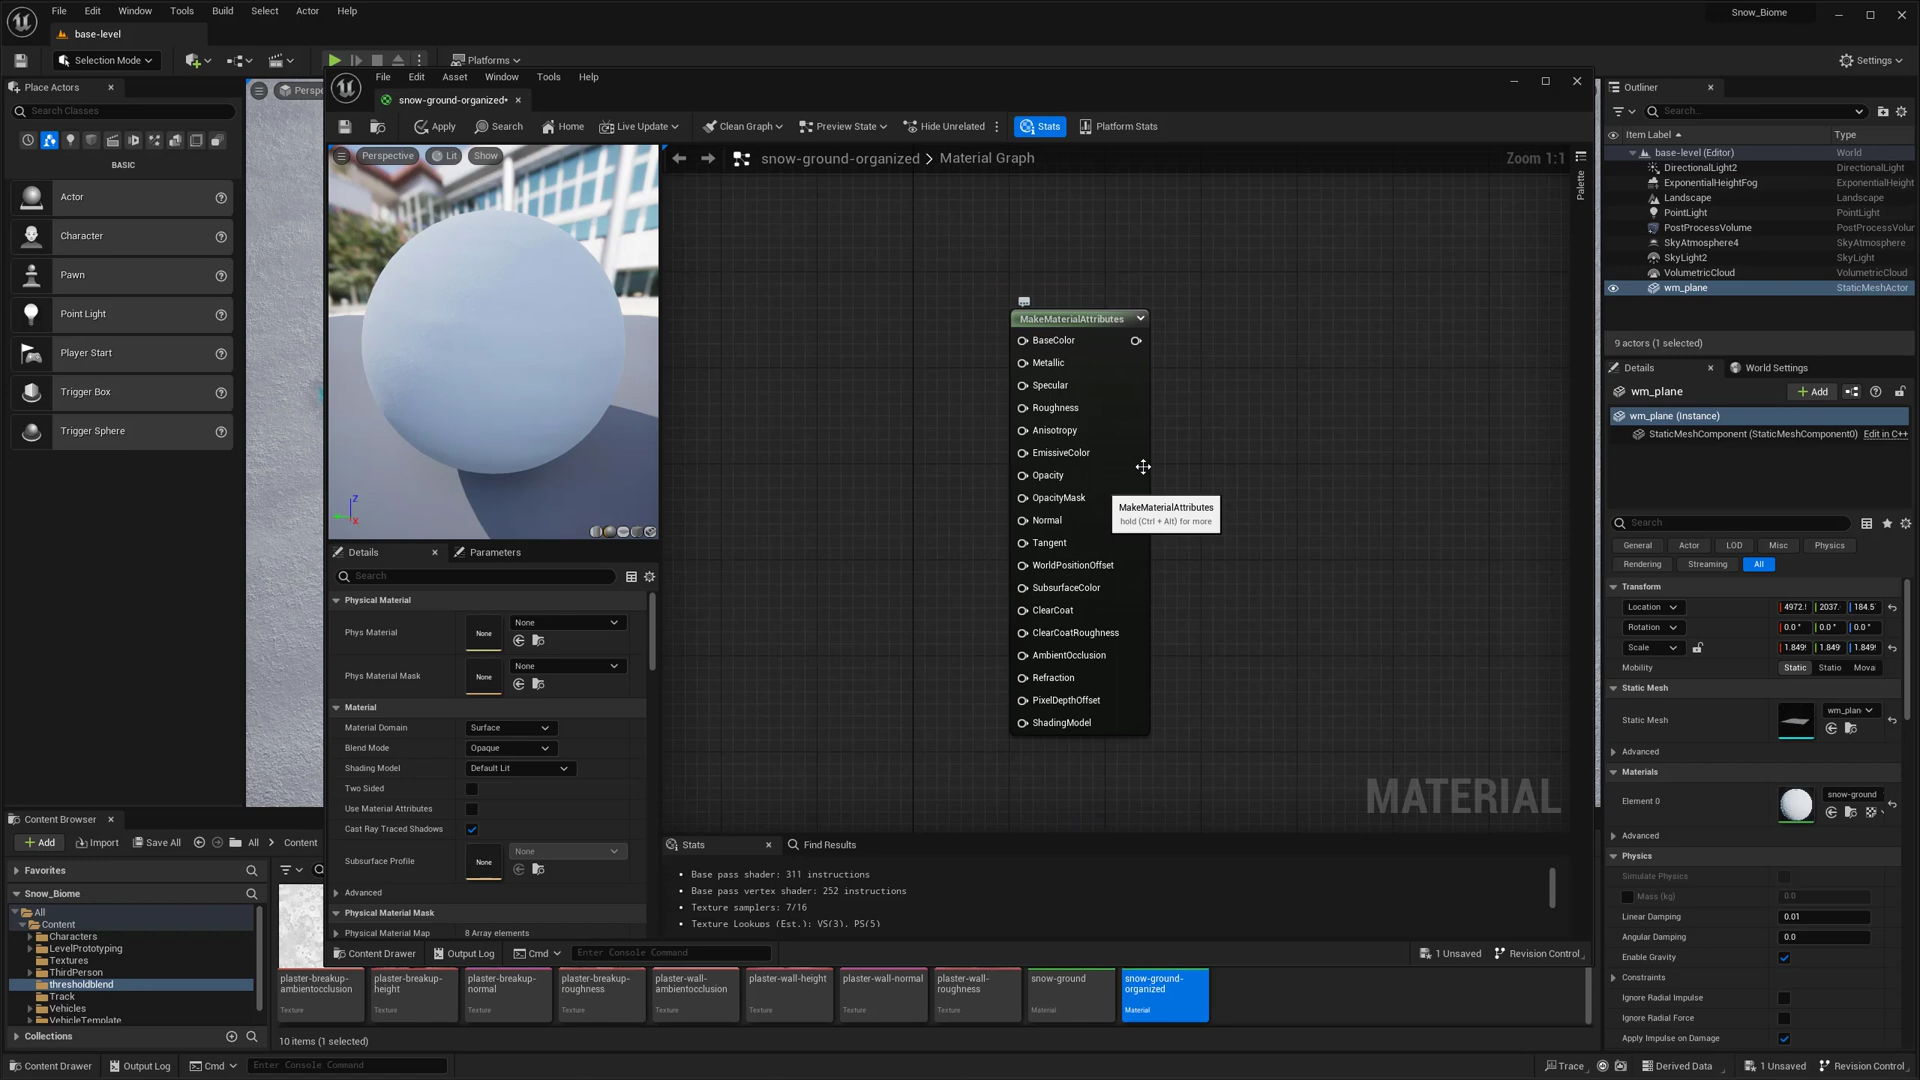 File Edit Window Tools Build Select Actor Help
Snow_Biome
base-level
Selection Mode
Platforms
Settings
Place Actors
Search Classes
BASIC
Actor
Character
Pawn
Point Light
Player Start
Trigger Box
Trigger Sphere
File Edit Asset Window Tools Help
snow-ground-organized•
Apply Search Home Live Update Clean Graph Preview State Hide Unrelated Stats Platform Stats
Perspective Lit Show
snow-ground-organized > Material Graph
Zoom 1:1
Palette
MakeMaterialAttributes
BaseColor
Metallic
Specular
Roughness
Anisotropy
EmissiveColor
Opacity
OpacityMask
Normal
Tangent
WorldPositionOffset
SubsurfaceColor
ClearCoat
ClearCoatRoughness
AmbientOcclusion
Refraction
PixelDepthOffset
ShadingModel
MakeMaterialAttributes
hold (Ctrl + Alt) for more
MATERIAL
Z
X
Details Parameters
Search
Physical Material
Phys Material None None
Phys Material Mask None None
Material
Material Domain Surface
Blend Mode Opaque
Shading Model Default Lit
Two Sided
Use Material Attributes
Cast Ray Traced Shadows
Subsurface Profile None None
Advanced
Physical Material Mask
Physical Material Map 8 Array elements
Stats Find Results
Base pass shader: 311 instructions
Base pass vertex shader: 252 instructions
Texture samplers: 7/16
Texture Lookups (Est.): VS(3), PS(5)
Content Drawer Output Log Cmd Enter Console Command
1 Unsaved Revision Control
Outliner
Search...
Item Label Type
base-level (Editor) World
DirectionalLight2 DirectionalLight
ExponentialHeightFog ExponentialHeight
Landscape Landscape
PointLight PointLight
PostProcessVolume PostProcessVolur
SkyAtmosphere4 SkyAtmosphere
SkyLight2 SkyLight
VolumetricCloud VolumetricCloud
wm_plane StaticMeshActor
9 actors (1 selected)
Details World Settings
wm_plane
Add
wm_plane (Instance)
StaticMeshComponent (StaticMeshComponent0) Edit in C++
Search
General Actor LOD Misc Physics
Rendering Streaming All
Transform
Location 4972.! 2037. 184.5
Rotation 0.0 ° 0.0 ° 0.0 °
Scale 1.849! 1.849 1.849!
Mobility Static Statio Mova
Static Mesh
Static Mesh wm_plan
Advanced
Materials
Element 0 snow-ground
Advanced
Physics
Simulate Physics
Mass (kg) 0.0
Linear Damping 0.01
Angular Damping 0.0
Enable Gravity
Constraints
Ignore Radial Impulse
Ignore Radial Force
Apply Impulse on Damage
Content Browser
Add Import Save All All Content
Favorites
Snow_Biome
All
Content
Characters
LevelPrototyping
Textures
ThirdPerson
thresholdblend
Track
Vehicles
VehicleTemplate
Collections
plaster-breakup-ambientocclusion Texture
plaster-breakup-height Texture
plaster-breakup-normal Texture
plaster-breakup-roughness Texture
plaster-wall-ambientocclusion Texture
plaster-wall-height Texture
plaster-wall-normal Texture
plaster-wall-roughness Texture
snow-ground Material
snow-ground-organized Material
10 items (1 selected)
Content Drawer Output Log Cmd Enter Console Command
Trace Derived Data 1 Unsaved Revision Control